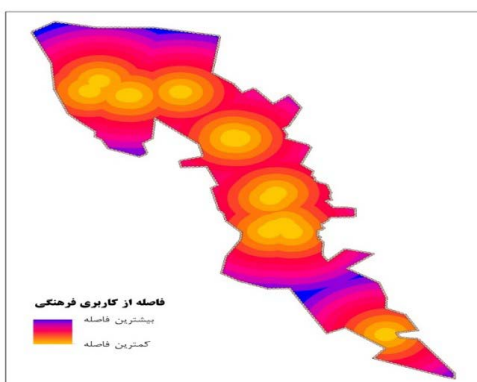 فاصله از کاربری فرهنگی
بیشترین فاصله
کمترین فاصله